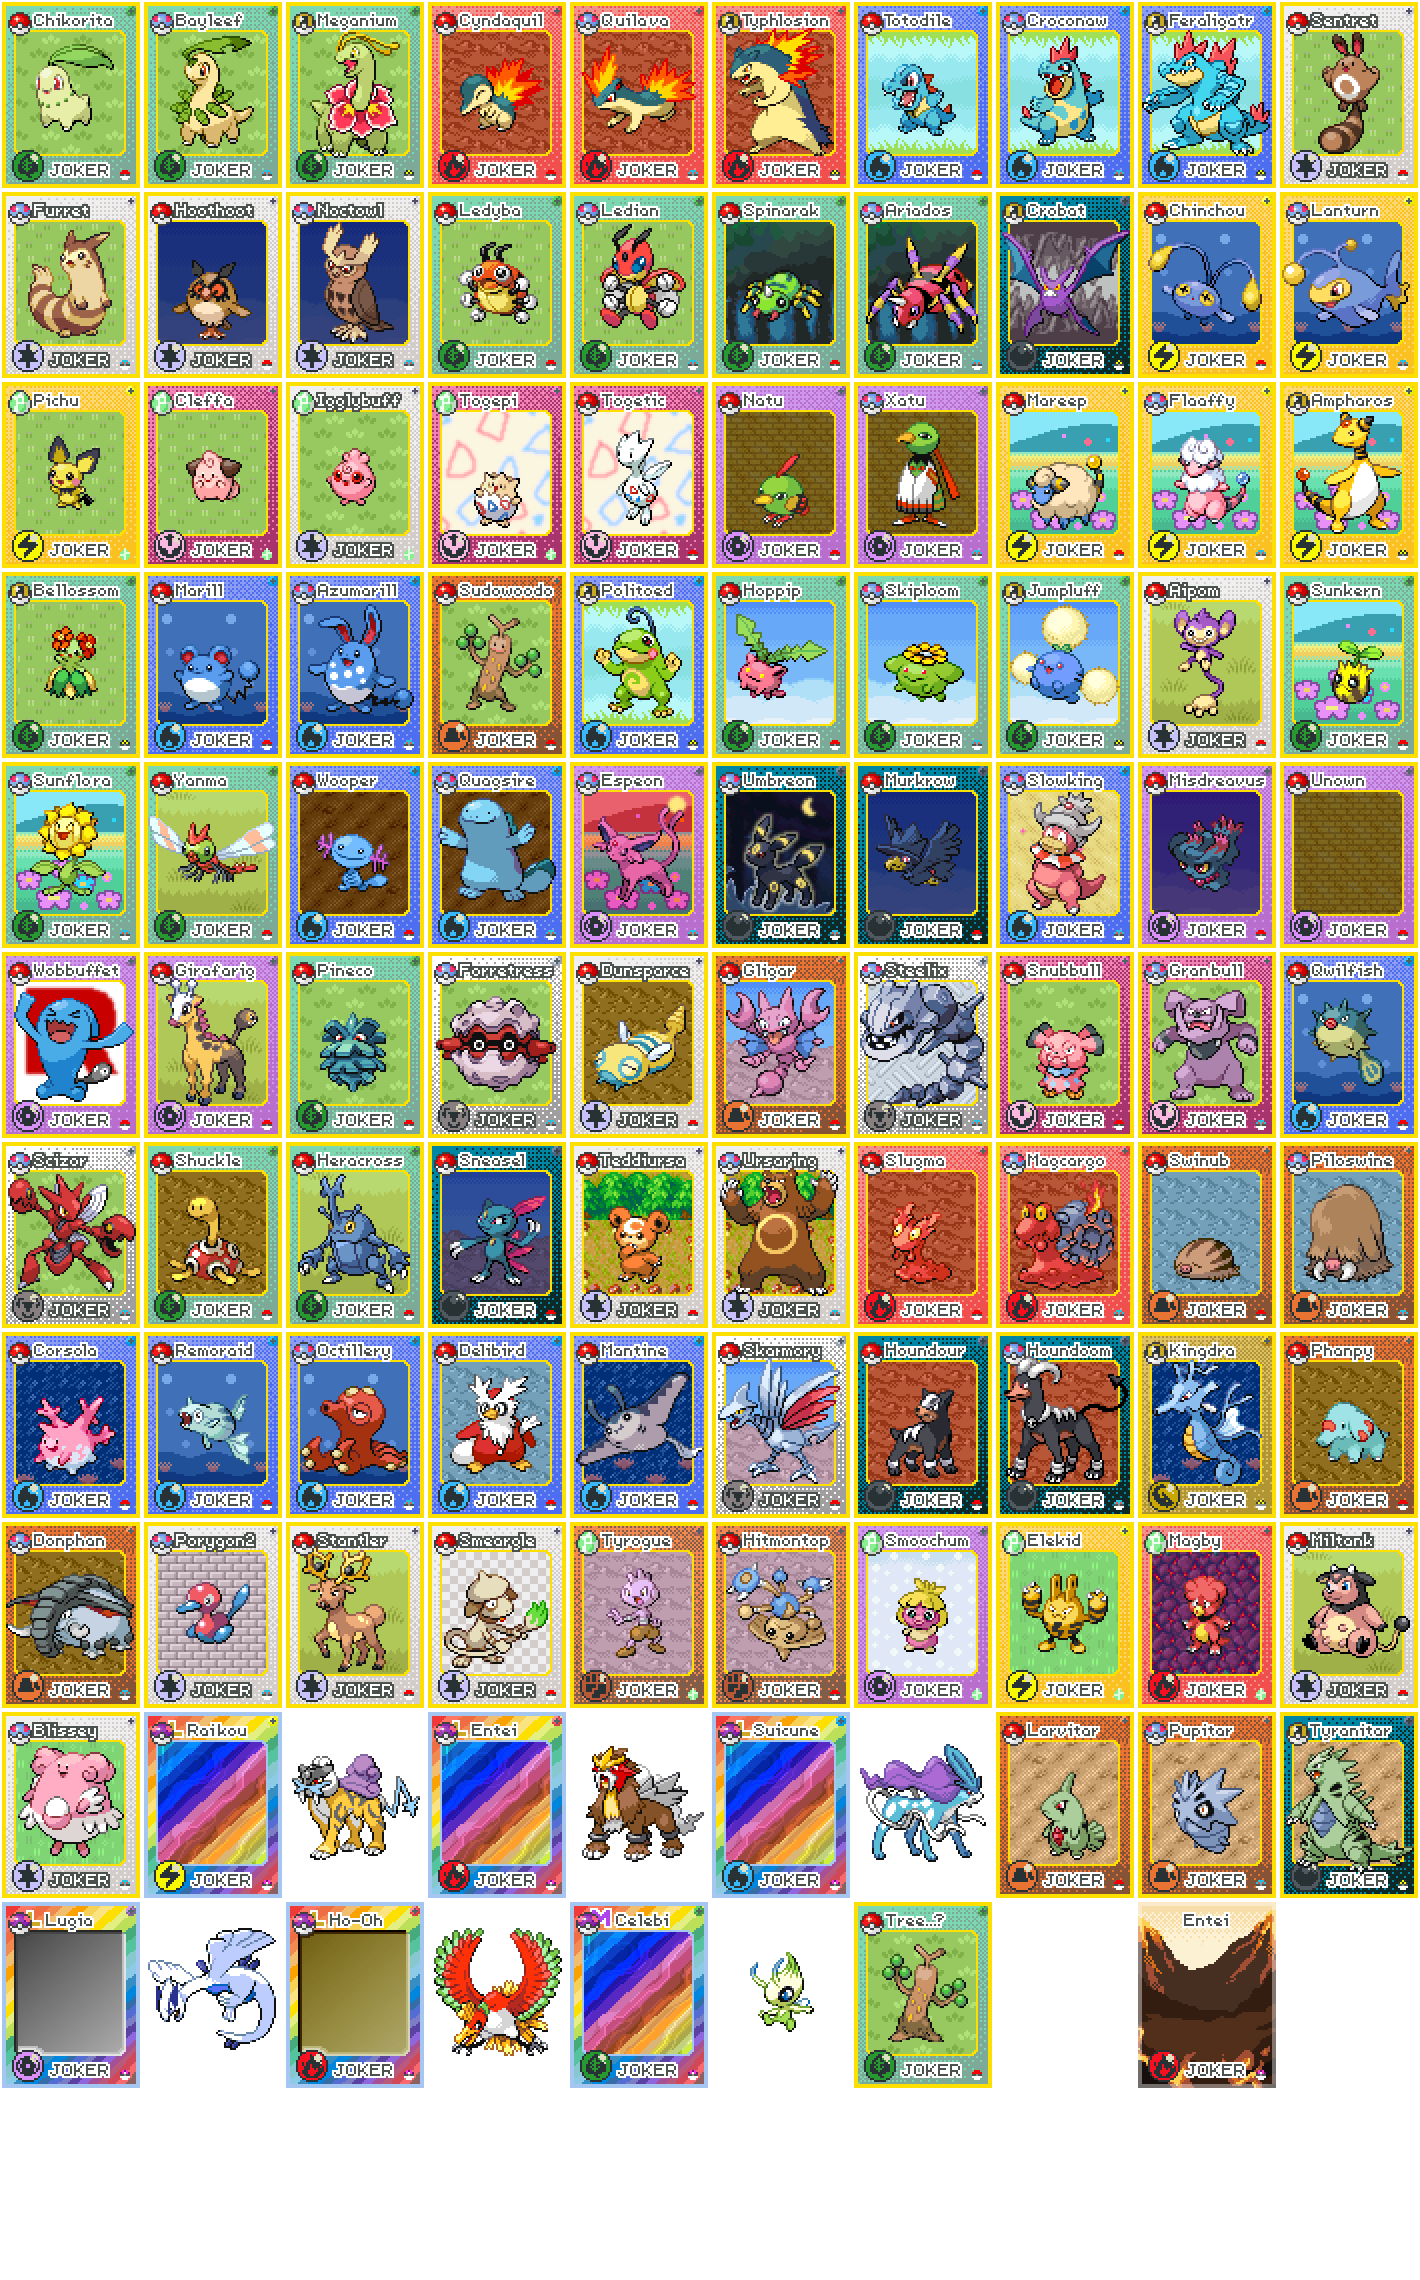 Chikorita Bayleef Meganium Cyndaquil Quilava Typhlosion Totodile Croconaw Feraligatr Sentret
JOKER JOKER JOKER JOKER JOKER JOKER JOKER JOKER JOKER JOKER
Furret Hoothoot Noctowl Ledyba Ledian Spinarak Ariados Crobat Chinchou Lanturn
JOKER JOKER JOKER JOKER JOKER JOKER JOKER JOKER JOKER JOKER
Pichu Cleffa Igglybuff Togepi Togetic Natu Xatu Mareep Flaaffy Ampharos
JOKER JOKER JOKER JOKER JOKER JOKER JOKER JOKER JOKER JOKER
Bellossom Marill Azumarill Sudowoodo Politoed Hoppip Skiploom Jumpluff Aipom Sunkern
JOKER JOKER JOKER JOKER JOKER JOKER JOKER JOKER JOKER JOKER
Sunflora Yanma Wooper Quagsire Espeon Umbreon Murkrow Slowking Misdreavus Unown
JOKER JOKER JOKER JOKER JOKER JOKER JOKER JOKER JOKER JOKER
Wobbuffet Girafarig Pineco Forretress Dunsparce Gligar Steelix Snubbull Granbull Qwilfish
JOKER JOKER JOKER JOKER JOKER JOKER JOKER JOKER JOKER JOKER
Scizor Shuckle Heracross Sneasel Teddiursa Ursaring Slugma Magcargo Swinub Piloswine
JOKER JOKER JOKER JOKER JOKER JOKER JOKER JOKER JOKER JOKER
Corsola Remoraid Octillery Delibird Mantine Skarmory Houndour Houndoom Kingdra Phanpy
JOKER JOKER JOKER JOKER JOKER JOKER JOKER JOKER JOKER JOKER
Donphan Porygon2 Stantler Smeargle Tyrogue Hitmontop Smoochum Elekid Magby Miltank
JOKER JOKER JOKER JOKER JOKER JOKER JOKER JOKER JOKER JOKER
Blissey L Raikou L Entei L Suicune Larvitar Pupitar Tyranitar
JOKER JOKER JOKER JOKER JOKER JOKER JOKER
L Lugia L Ho-Oh M Celebi Tree..? Entei
JOKER JOKER JOKER JOKER JOKER